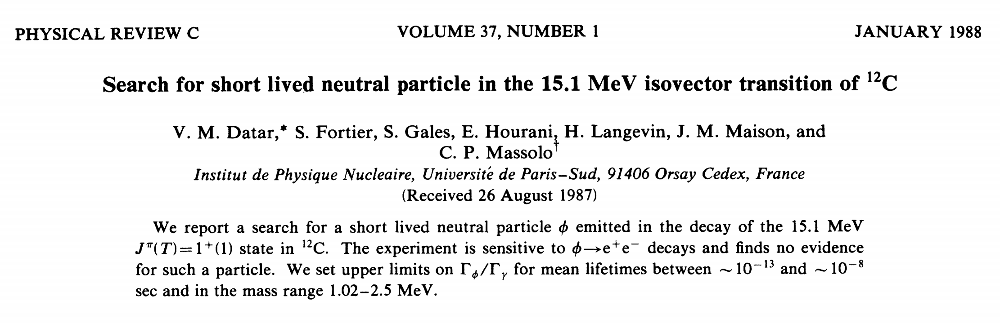 PHYSICAL REVIEW C VOLUME 37, NUMBER 1 JANUARY 1988
Search for short lived neutral particle in the 15.1 MeV isovector transition of ¹²C
V. M. Datar,* S. Fortier, S. Gales, E. Hourani, H. Langevin, J. M. Maison, and
C. P. Massolo†
Institut de Physique Nucleaire, Université de Paris–Sud, 91406 Orsay Cedex, France
(Received 26 August 1987)
We report a search for a short lived neutral particle ϕ emitted in the decay of the 15.1 MeV
Jᵖ(T)=1⁺(1) state in ¹²C. The experiment is sensitive to ϕ→e⁺e⁻ decays and finds no evidence
for such a particle. We set upper limits on Γ_ϕ/Γ_γ for mean lifetimes between ~10⁻¹³ and ~10⁻⁸
sec and in the mass range 1.02–2.5 MeV.